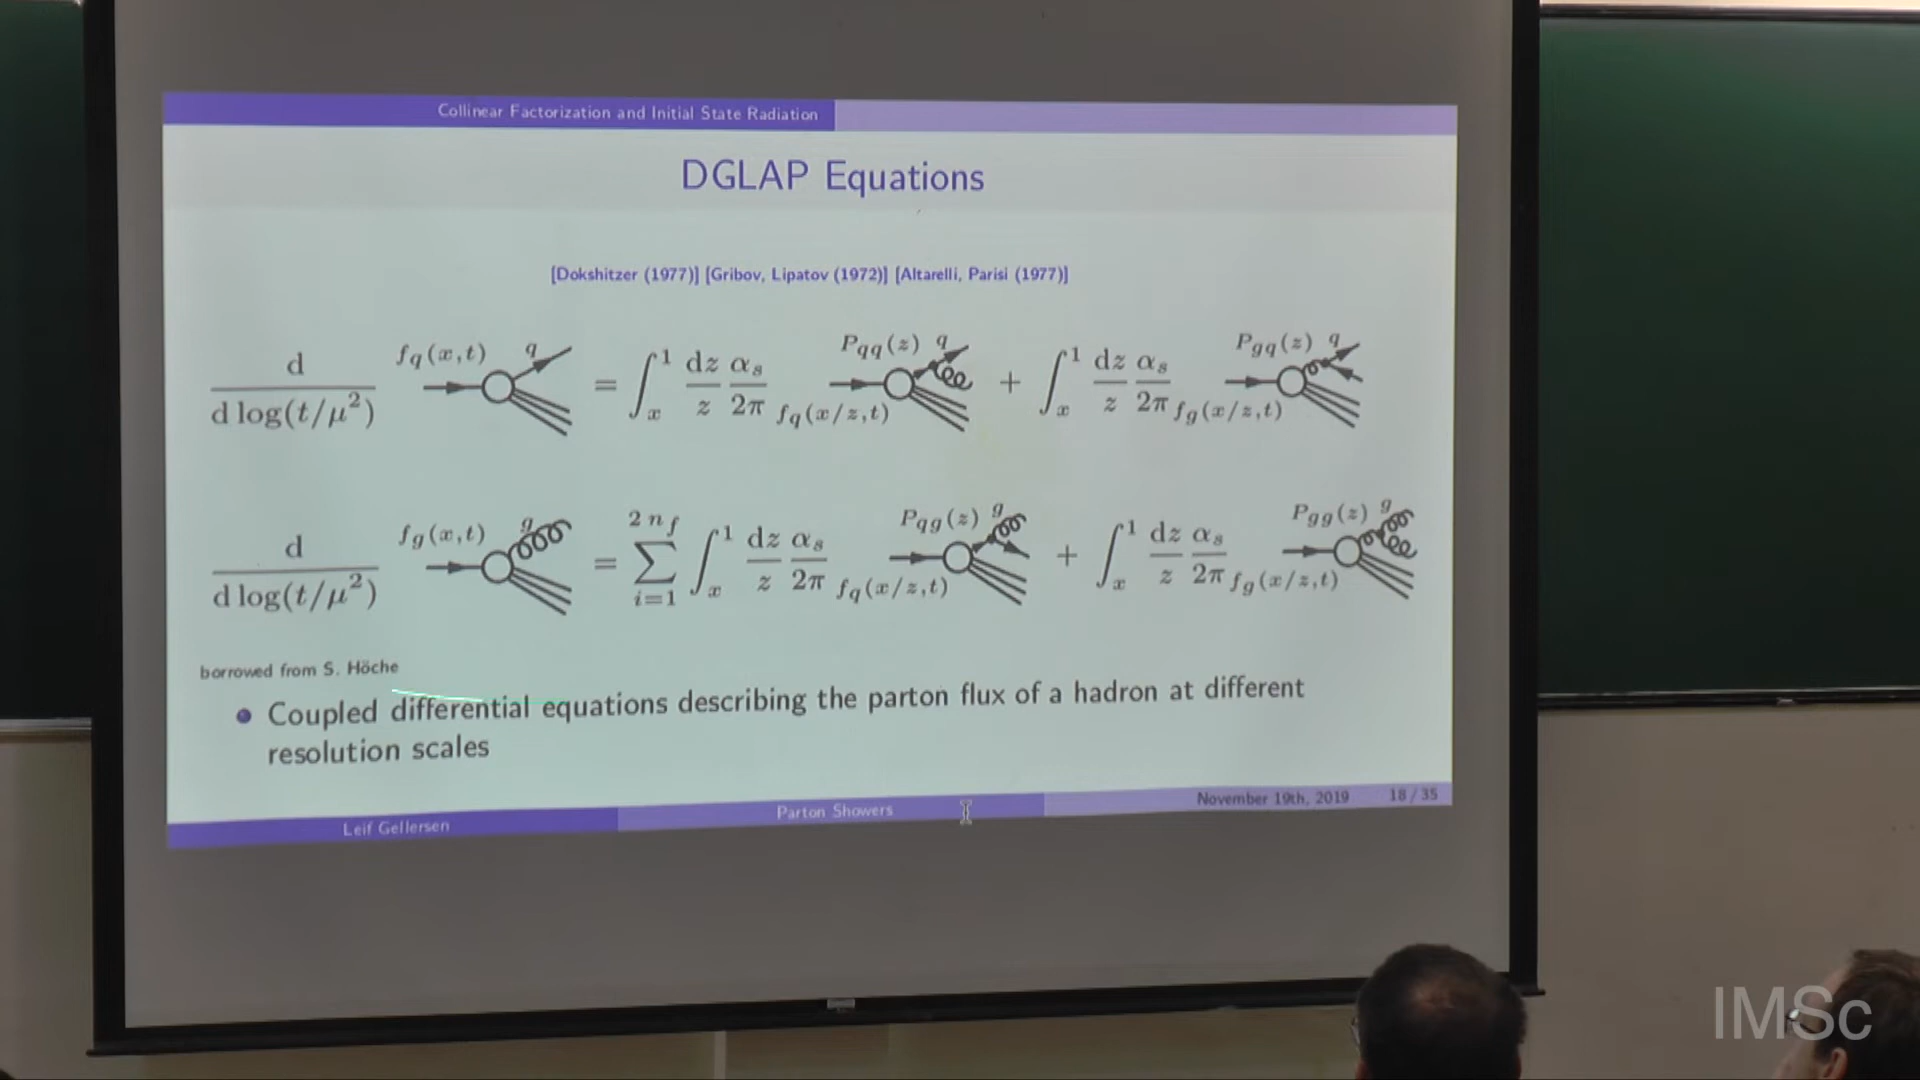 Collinear Factorization and Initial State Radiation
DGLAP Equations
[Dokshitzer (1977)] [Gribov, Lipatov (1972)] [Altarelli, Parisi (1977)]
d / d log(t/μ²) f_q(x,t) q = ∫_x^1 dz/z α_s/2π P_qq(z) q f_q(x/z,t) + ∫_x^1 dz/z α_s/2π P_gq(z) q f_g(x/z,t)
d / d log(t/μ²) f_g(x,t) g = ∑_{i=1}^{2 n_f} ∫_x^1 dz/z α_s/2π P_qg(z) g f_q(x/z,t) + ∫_x^1 dz/z α_s/2π P_gg(z) g f_g(x/z,t)
borrowed from S. Höche
• Coupled differential equations describing the parton flux of a hadron at different
resolution scales
Leif Gellersen Parton Showers November 19th, 2019 18 / 35
IMSc